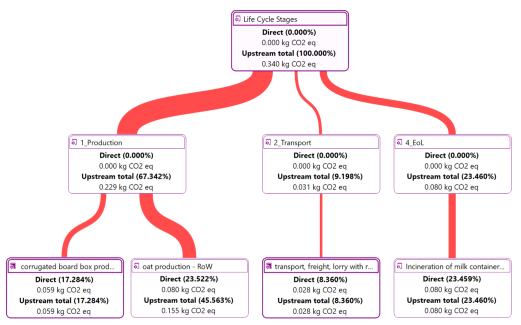 Life Cycle Stages
Direct (0.000%)
0.000 kg CO2 eq
Upstream total (100.000%)
0.340 kg CO2 eq
1_Production
Direct (0.000%)
0.000 kg CO2 eq
Upstream total (67.342%)
0.229 kg CO2 eq
2_Transport
Direct (0.000%)
0.000 kg CO2 eq
Upstream total (9.198%)
0.031 kg CO2 eq
4_EoL
Direct (0.000%)
0.000 kg CO2 eq
Upstream total (23.460%)
0.080 kg CO2 eq
corrugated board box prod...
Direct (17.284%)
0.059 kg CO2 eq
Upstream total (17.284%)
0.059 kg CO2 eq
oat production - RoW
Direct (23.522%)
0.080 kg CO2 eq
Upstream total (45.563%)
0.155 kg CO2 eq
transport, freight, lorry with r...
Direct (8.360%)
0.028 kg CO2 eq
Upstream total (8.360%)
0.028 kg CO2 eq
Incineration of milk container...
Direct (23.459%)
0.080 kg CO2 eq
Upstream total (23.460%)
0.080 kg CO2 eq